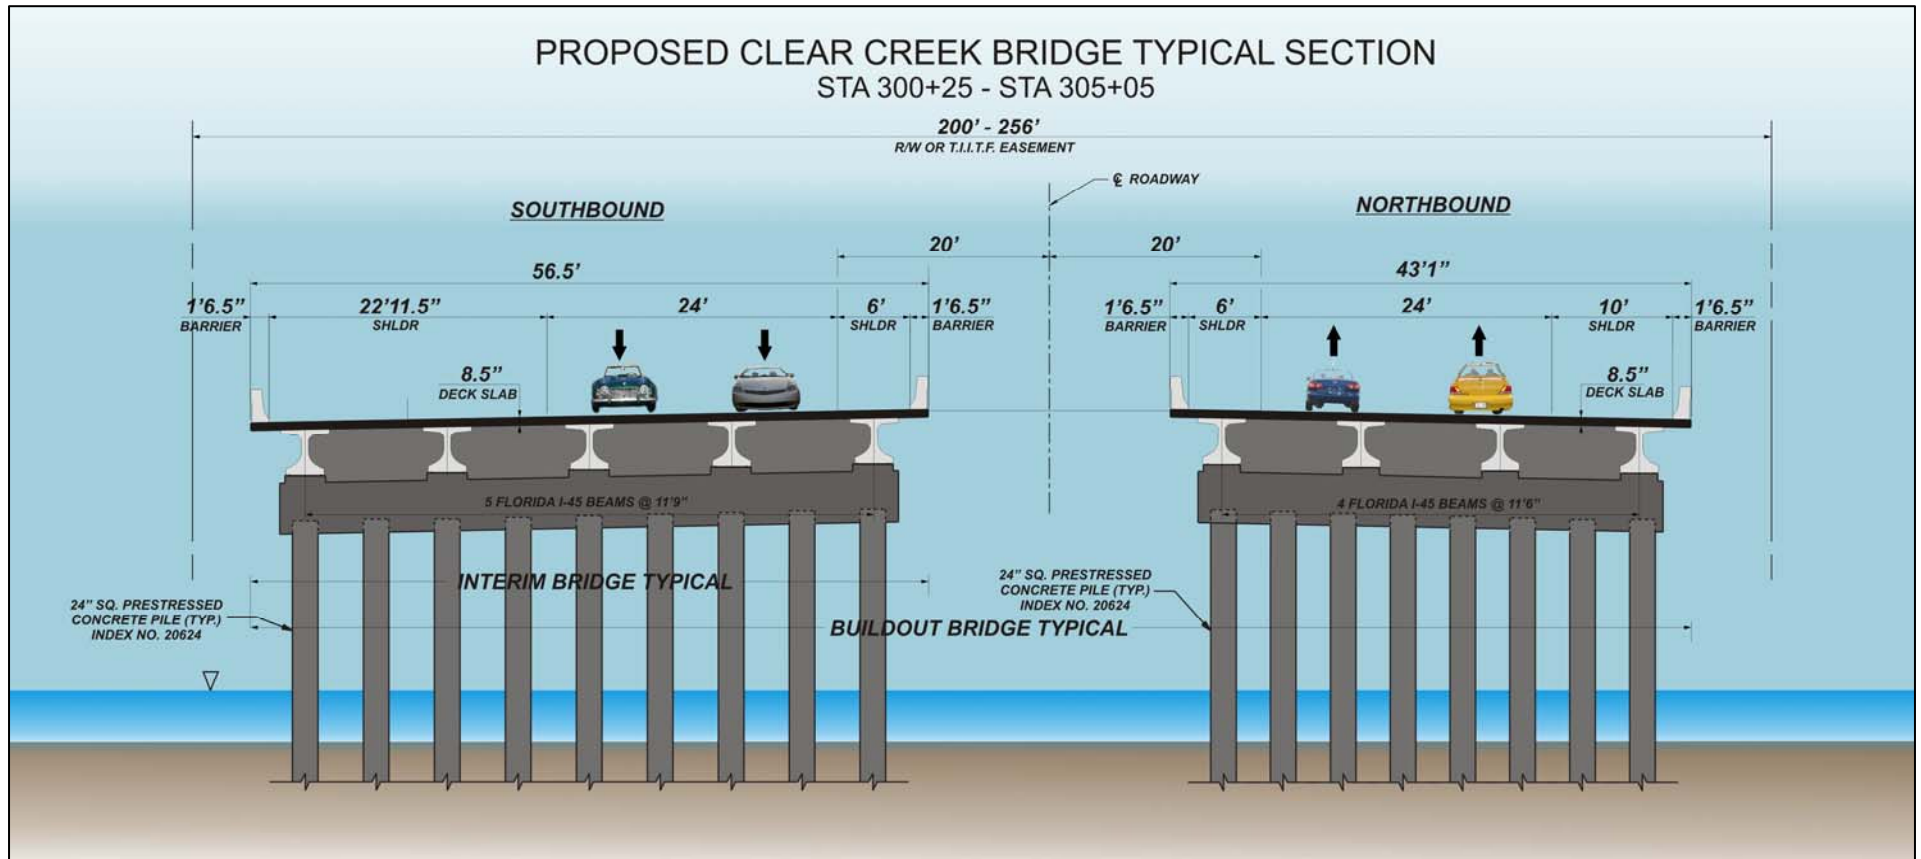 PROPOSED CLEAR CREEK BRIDGE TYPICAL SECTION
STA 300+25 - STA 305+05
200' - 256'
R/W OR T.I.I.T.F. EASEMENT
℄ ROADWAY
SOUTHBOUND
NORTHBOUND
20'
20'
56.5'
43'1"
1'6.5"
BARRIER
22'11.5"
SHLDR
24'
6'
SHLDR
1'6.5"
BARRIER
1'6.5"
BARRIER
6'
SHLDR
24'
10'
SHLDR
1'6.5"
BARRIER
8.5"
DECK SLAB
8.5"
DECK SLAB
5 FLORIDA I-45 BEAMS @ 11'9"
4 FLORIDA I-45 BEAMS @ 11'6"
INTERIM BRIDGE TYPICAL
24" SQ. PRESTRESSED
CONCRETE PILE (TYP.)
INDEX NO. 20624
24" SQ. PRESTRESSED
CONCRETE PILE (TYP.)
INDEX NO. 20624
BUILDOUT BRIDGE TYPICAL